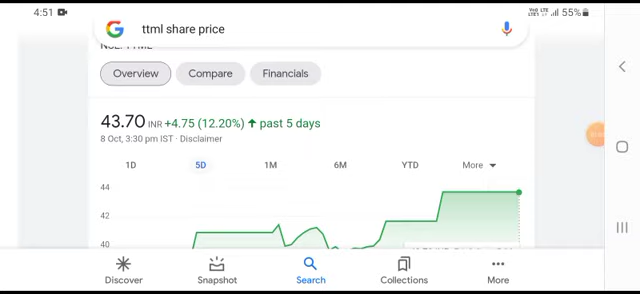 4:51
55%
ttml share price
Overview Compare Financials
43.70 INR +4.75 (12.20%) ↑ past 5 days
8 Oct, 3:30 pm IST · Disclaimer
1D 5D 1M 6M YTD More
44
42
40
Discover Snapshot Search Collections More